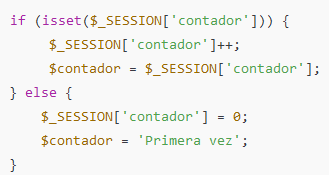 if (isset($_SESSION['contador'])) {
     $_SESSION['contador']++;
     $contador = $_SESSION['contador'];
} else {
    $_SESSION['contador'] = 0;
    $contador = 'Primera vez';
}